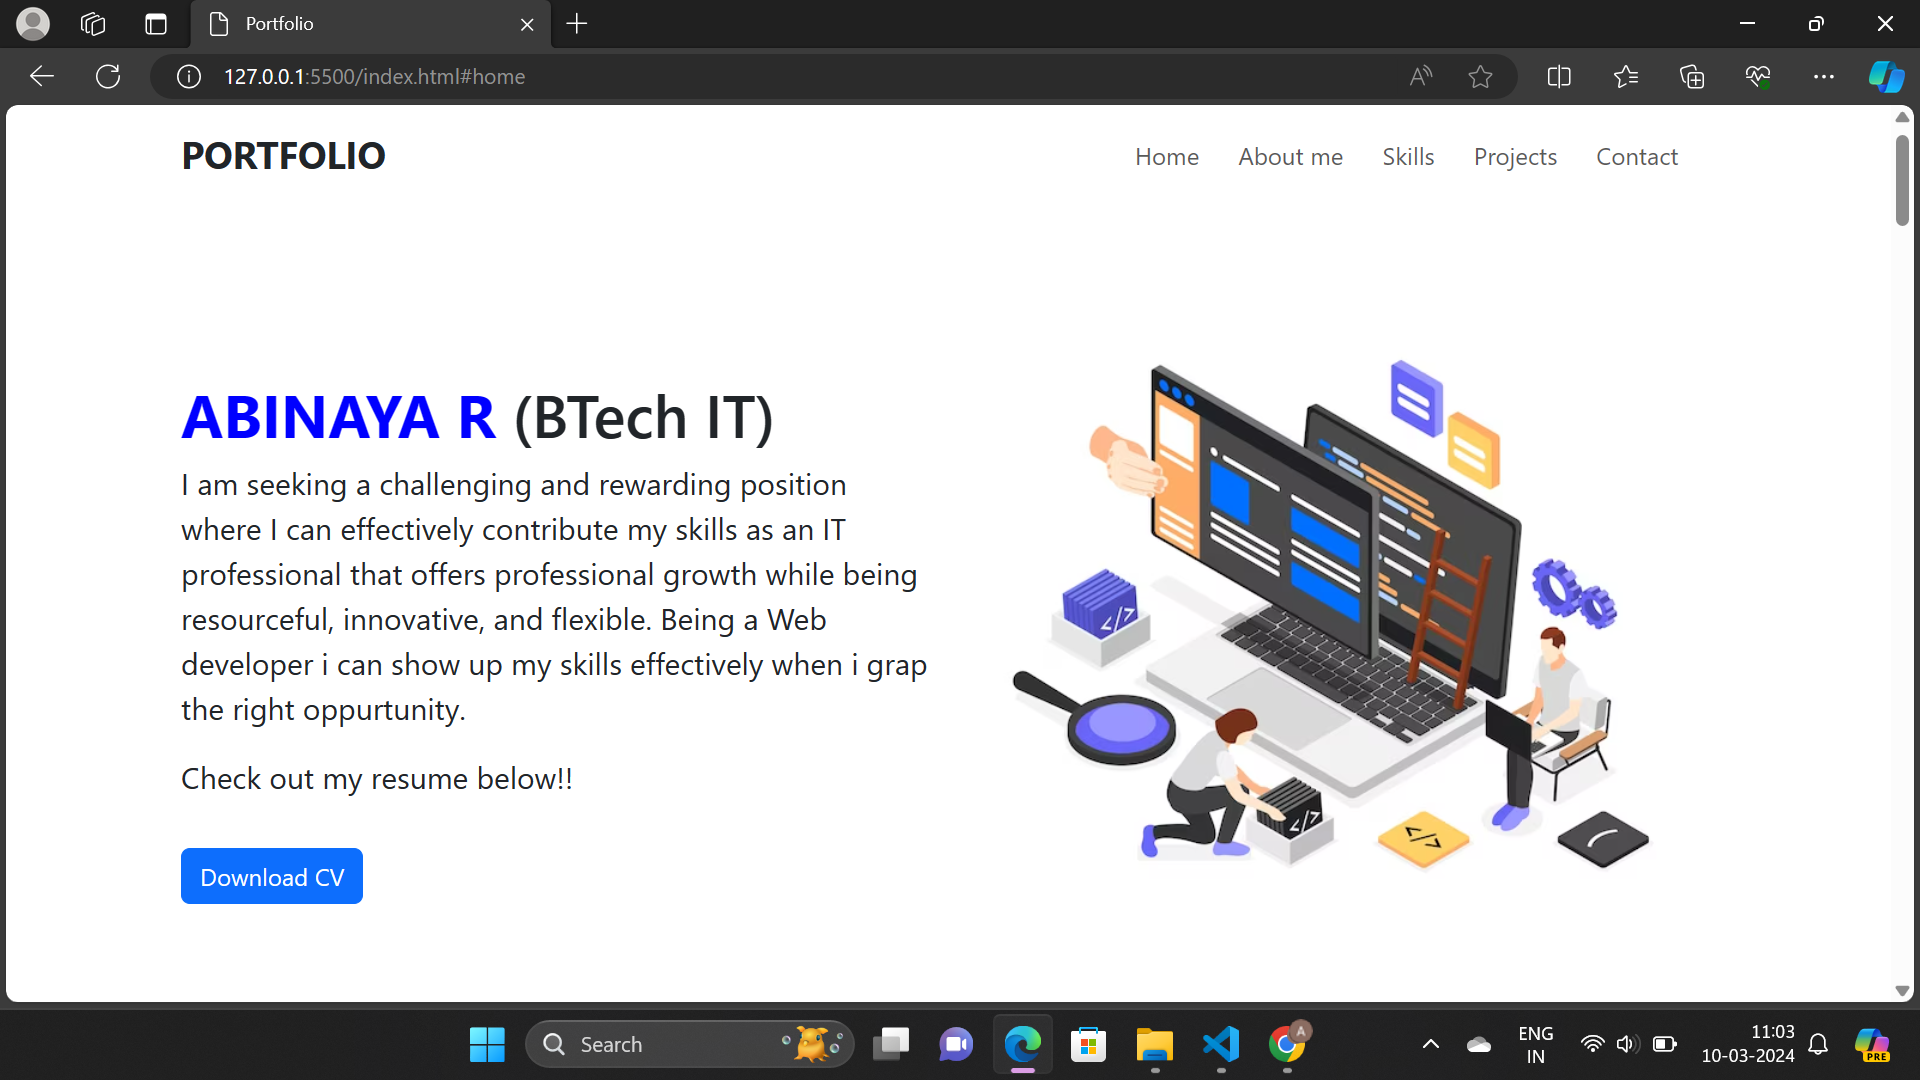 Portfolio
127.0.0.1:5500/index.html#home
PORTFOLIO
Home About me Skills Projects Contact
ABINAYA R (BTech IT)
I am seeking a challenging and rewarding position
where I can effectively contribute my skills as an IT
professional that offers professional growth while being
resourceful, innovative, and flexible. Being a Web
developer i can show up my skills effectively when i grap
the right oppurtunity.
Check out my resume below!!
Download CV
</>
</>
</>
Search
A
ENG
IN
11:03
10-03-2024
PRE